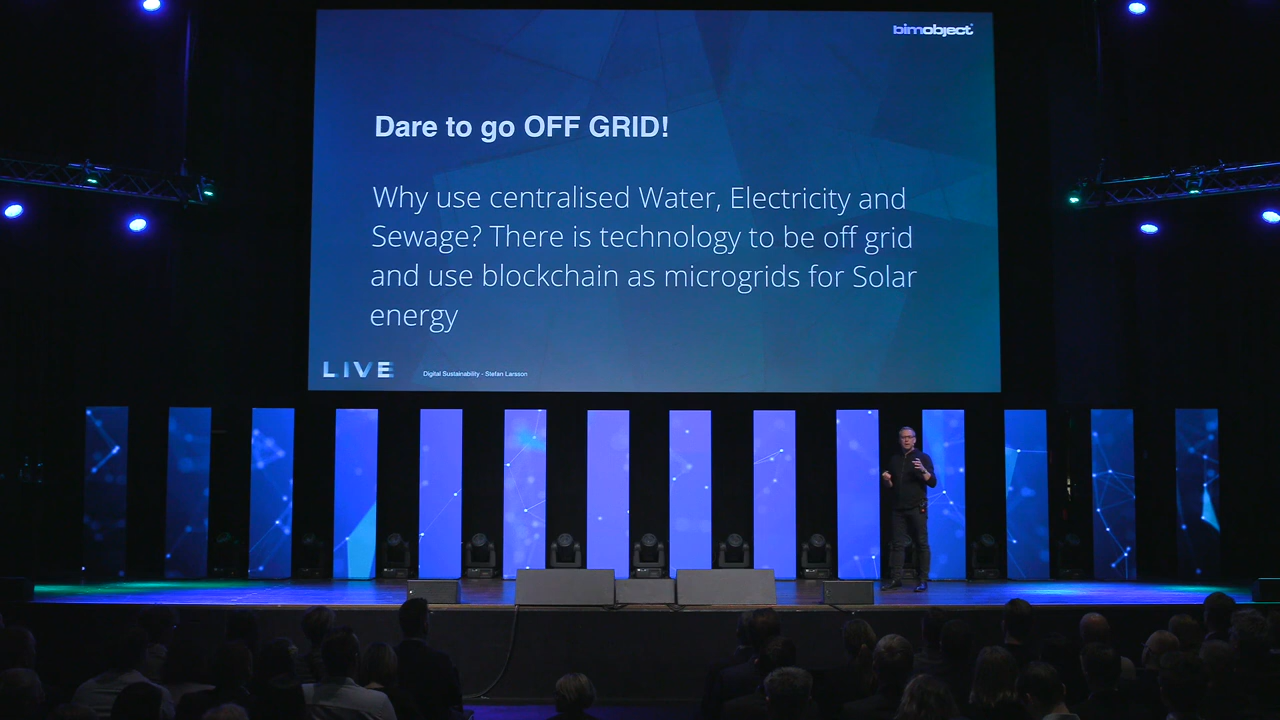 bimobject
Dare to go OFF GRID!
Why use centralised Water, Electricity and
Sewage? There is technology to be off grid
and use blockchain as microgrids for Solar
energy
LIVE
Digital Sustainability - Stefan Larsson